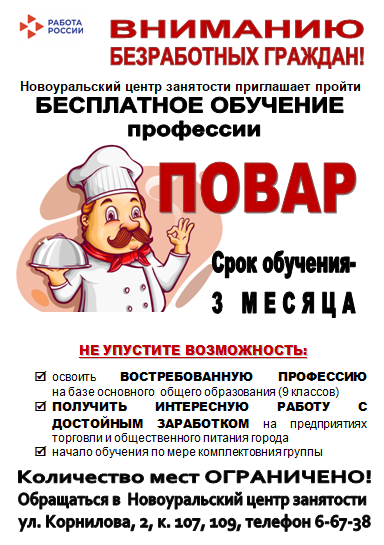 РАБОТА
РОССИИ
ВНИМАНИЮ
БЕЗРАБОТНЫХ ГРАЖДАН!
Новоуральский центр занятости приглашает пройти
БЕСПЛАТНОЕ ОБУЧЕНИЕ
профессии
ПОВАР
Срок обучения-
3 МЕСЯЦА
НЕ УПУСТИТЕ ВОЗМОЖНОСТЬ:
освоить ВОСТРЕБОВАННУЮ ПРОФЕССИЮ
на базе основного общего образования (9 классов)
ПОЛУЧИТЬ ИНТЕРЕСНУЮ РАБОТУ С
ДОСТОЙНЫМ ЗАРАБОТКОМ на предприятиях
торговли и общественного питания города
начало обучения по мере комплектовния группы
Количество мест ОГРАНИЧЕНО!
Обращаться в Новоуральский центр занятости
ул. Корнилова, 2, к. 107, 109, телефон 6-67-38